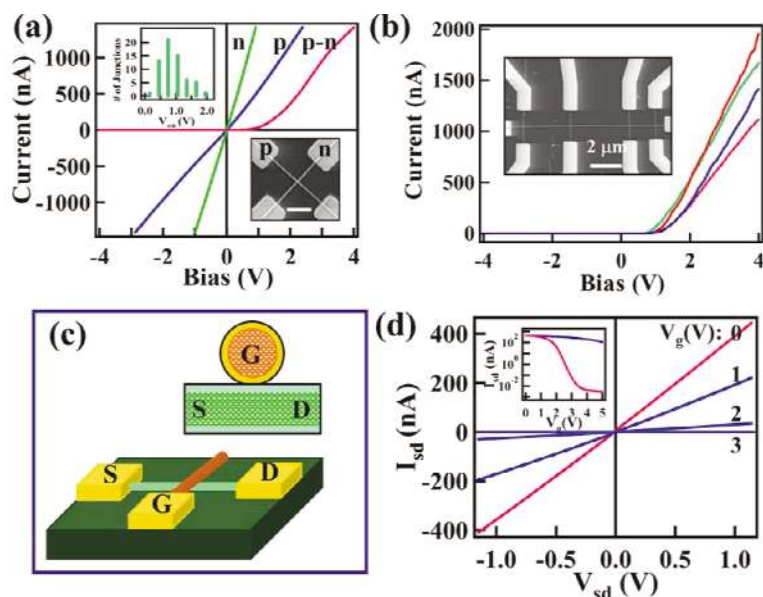 (a)
1000
500
0
-500
-1000
Current (nA)
-4 -2 0 2 4
Bias (V)
n p p-n
# of Junctions
20
15
10
5
0
0.0 1.0 2.0
p n
(b)
2000
1500
1000
500
0
Current (nA)
-4 -2 0 2 4
Bias (V)
2 μm
(c)
G
S D
S D
G
(d)
400
200
0
-200
-400
I_sd (nA)
-1.0 -0.5 0.0 0.5 1.0
V_sd (V)
V_g(V): 0
1
2
3
I_sd (nA)
10^2
10^0
10^-2
0 1 2 3 4 5
V_g(V)